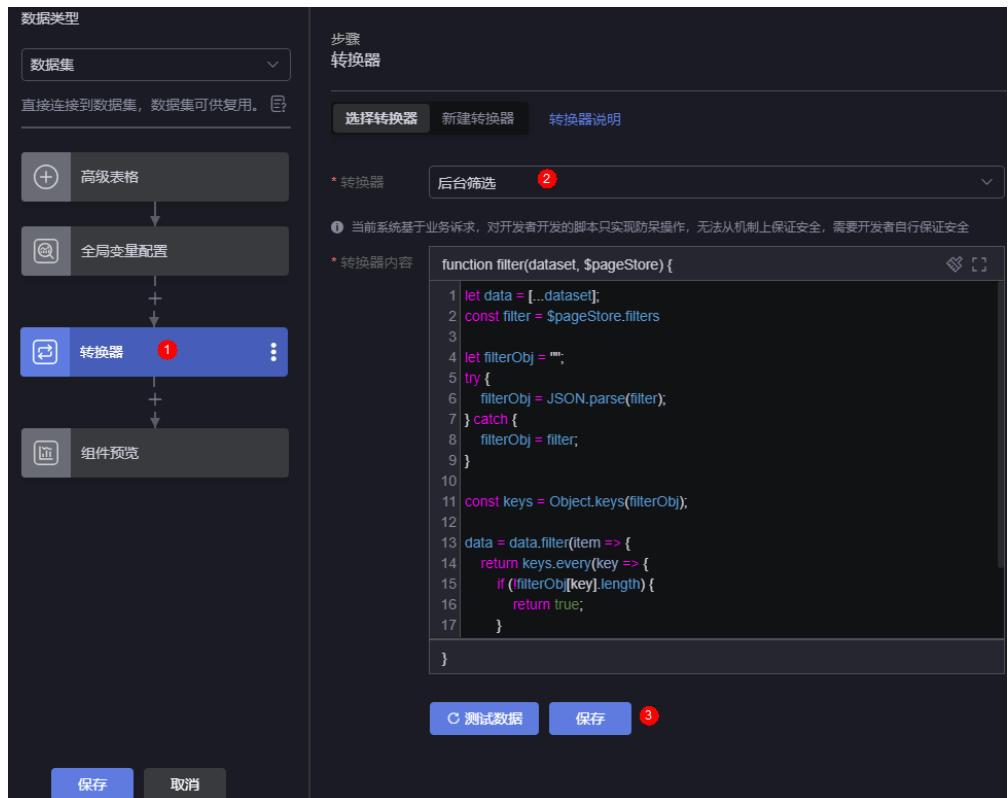 数据类型
数据集
直接连接到数据集，数据集可供复用。
高级表格
全局变量配置
转换器 1
组件预览
保存 取消
步骤
转换器
选择转换器 新建转换器 转换器说明
* 转换器 后台筛选 2
当前系统基于业务诉求，对开发者开发的脚本只实现防呆操作，无法从机制上保证安全，需要开发者自行保证安全
* 转换器内容 function filter(dataset, $pageStore) {
1 let data = [...dataset];
2 const filter = $pageStore.filters
3
4 let filterObj = "";
5 try {
6 filterObj = JSON.parse(filter);
7 } catch {
8 filterObj = filter;
9 }
10
11 const keys = Object.keys(filterObj);
12
13 data = data.filter(item => {
14 return keys.every(key => {
15 if (!filterObj[key].length) {
16 return true;
17 }
}
测试数据 保存 3